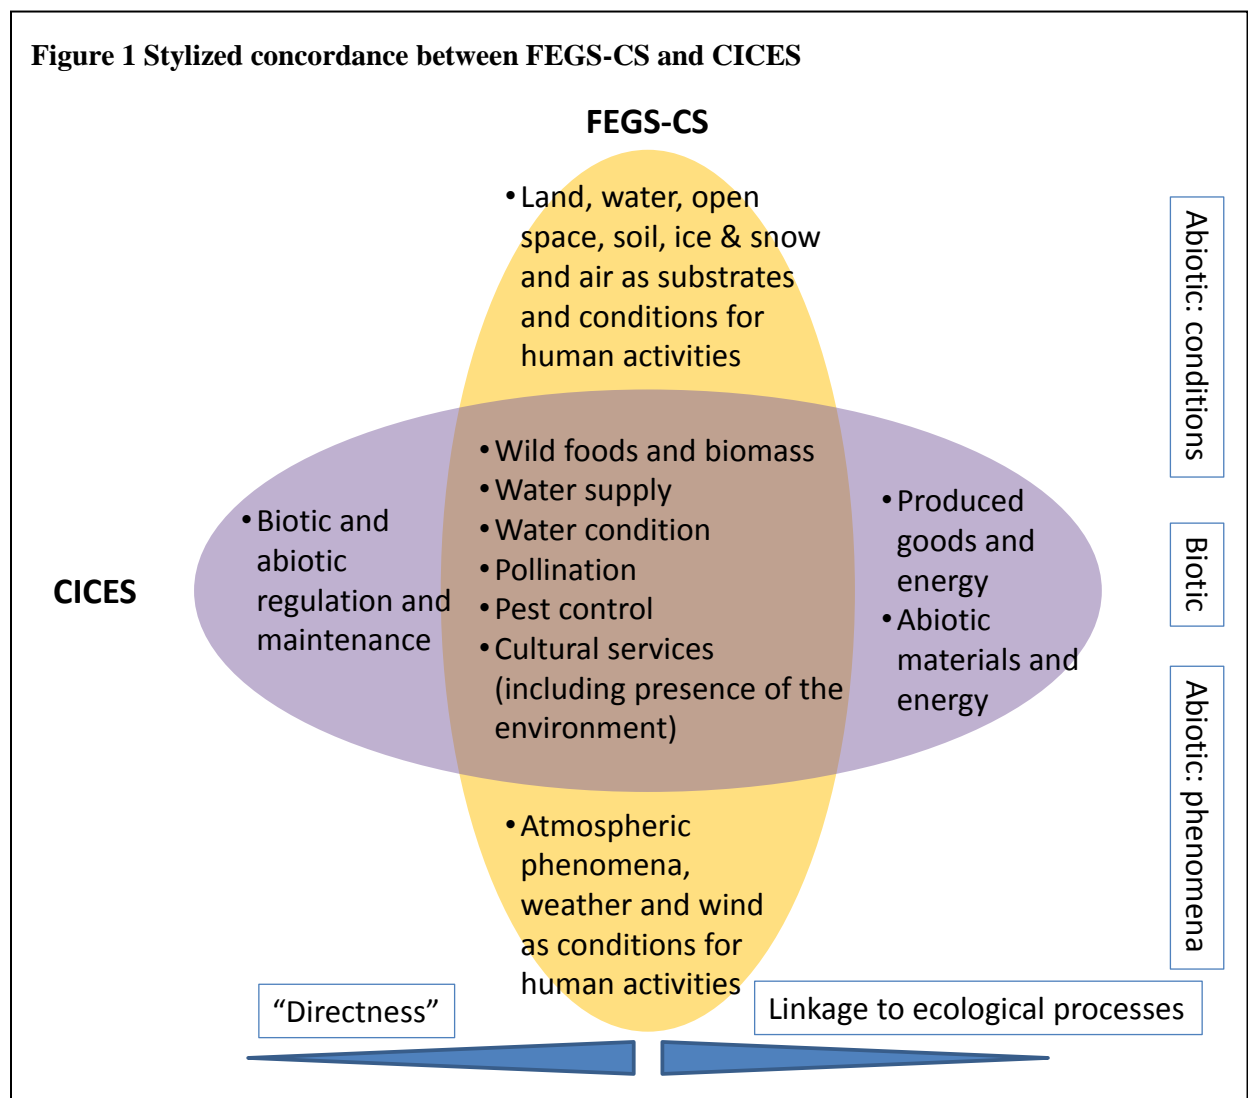 Figure 1 Stylized concordance between FEGS-CS and CICES
FEGS-CS
• Land, water, open
space, soil, ice & snow
and air as substrates
and conditions for
human activities
Abiotic: conditions
• Wild foods and biomass
• Water supply
• Water condition
• Pollination
• Pest control
• Cultural services
(including presence of the
environment)
• Biotic and
abiotic
regulation and
maintenance
• Produced
goods and
energy
• Abiotic
materials and
energy
CICES
Biotic
Abiotic: phenomena
• Atmospheric
phenomena,
weather and wind
as conditions for
human activities
“Directness”
Linkage to ecological processes